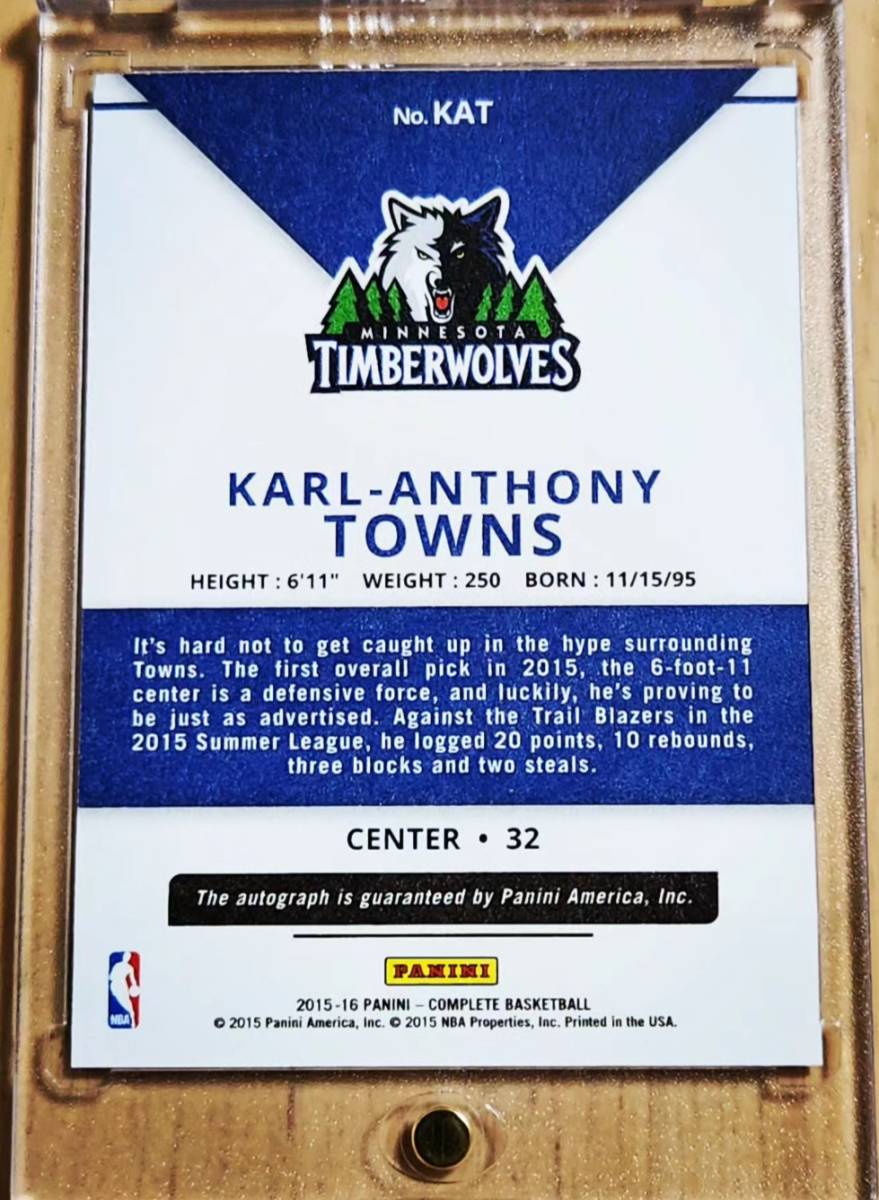 No. KAT
MINNESOTA
TIMBERWOLVES
KARL-ANTHONY
TOWNS
HEIGHT : 6'11" WEIGHT : 250 BORN : 11/15/95
It's hard not to get caught up in the hype surrounding
Towns. The first overall pick in 2015, the 6-foot-11
center is a defensive force, and luckily, he's proving to
be just as advertised. Against the Trail Blazers in the
2015 Summer League, he logged 20 points, 10 rebounds,
three blocks and two steals.
CENTER • 32
The autograph is guaranteed by Panini America, Inc.
PANINI
NBA
2015-16 PANINI – COMPLETE BASKETBALL
© 2015 Panini America, Inc. © 2015 NBA Properties, Inc. Printed in the USA.